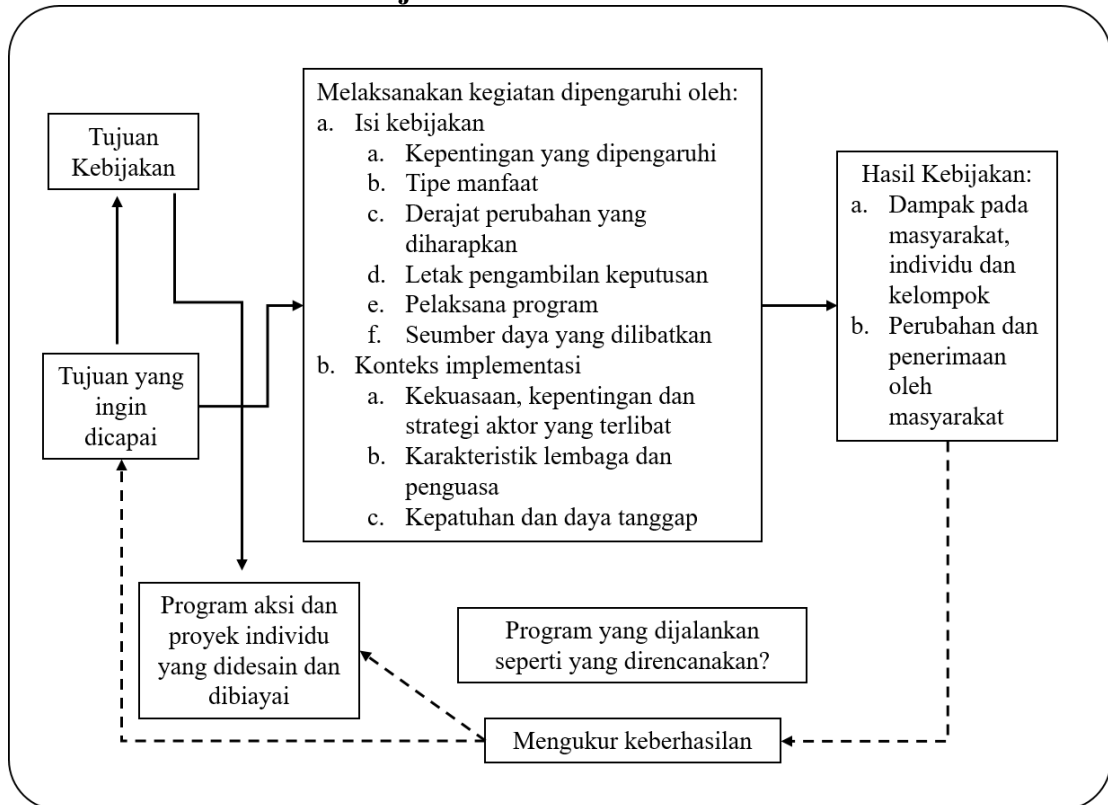 Tujuan
Kebijakan
Melaksanakan kegiatan dipengaruhi oleh:
a. Isi kebijakan
a. Kepentingan yang dipengaruhi
b. Tipe manfaat
c. Derajat perubahan yang
diharapkan
d. Letak pengambilan keputusan
e. Pelaksana program
f. Seumber daya yang dilibatkan
b. Konteks implementasi
a. Kekuasaan, kepentingan dan
strategi aktor yang terlibat
b. Karakteristik lembaga dan
penguasa
c. Kepatuhan dan daya tanggap
Hasil Kebijakan:
a. Dampak pada
masyarakat,
individu dan
kelompok
b. Perubahan dan
penerimaan
oleh
masyarakat
Tujuan yang
ingin
dicapai
Program aksi dan
proyek individu
yang didesain dan
dibiayai
Program yang dijalankan
seperti yang direncanakan?
Mengukur keberhasilan